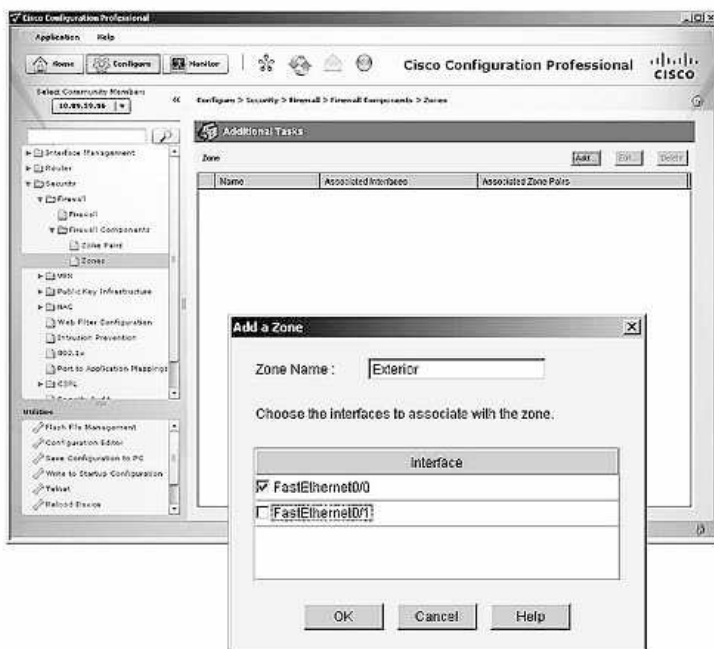 Cisco Configuration Professional
Application Help
Home Configure Monitor Cisco Configuration Professional CISCO
Select Community Members
Configure > Security > Firewall > Firewall Components > Zones
Additional Tasks
Interface Management
Router
Security
Firewall
Firewall
Firewall Components
Zone Pairs
Zones
VPN
Public Key Infrastructure
NAC
Web Filter Configuration
Intrusion Prevention
802.1x
Port to Application Mappings
C3PL
Zone Add... Edit... Delete
Name Associated Interfaces Associated Zone Pairs
Utilities
Flash File Management
Configuration Editor
Save Configuration to PC
Write to Startup Configuration
Telnet
Reload Device
Add a Zone
Zone Name : Exterior
Choose the interfaces to associate with the zone.
Interface
FastEthernet0/0
FastEthernet0/1
OK Cancel Help